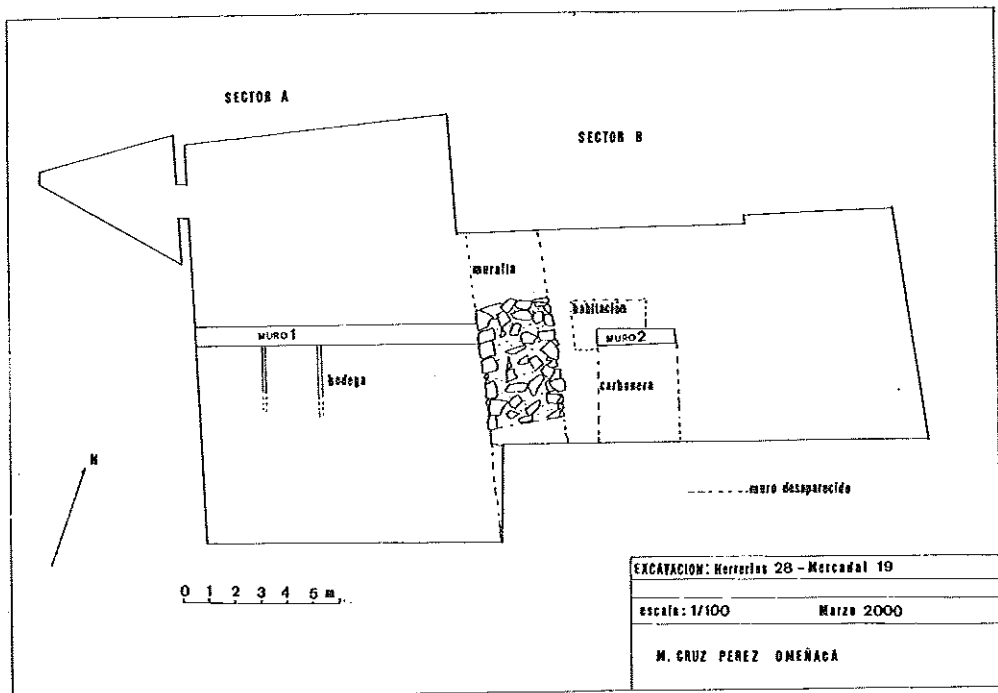 SECTOR A
SECTOR B
muralla
habitación
MURO 1
MURO 2
bodega
carbonera
N
muro desaparecido
0 1 2 3 4 5 m.
EXCAVACION: Herrerías 28 - Mercadal 19
escala: 1/100 Marzo 2000
M. CRUZ PEREZ OMEÑACA